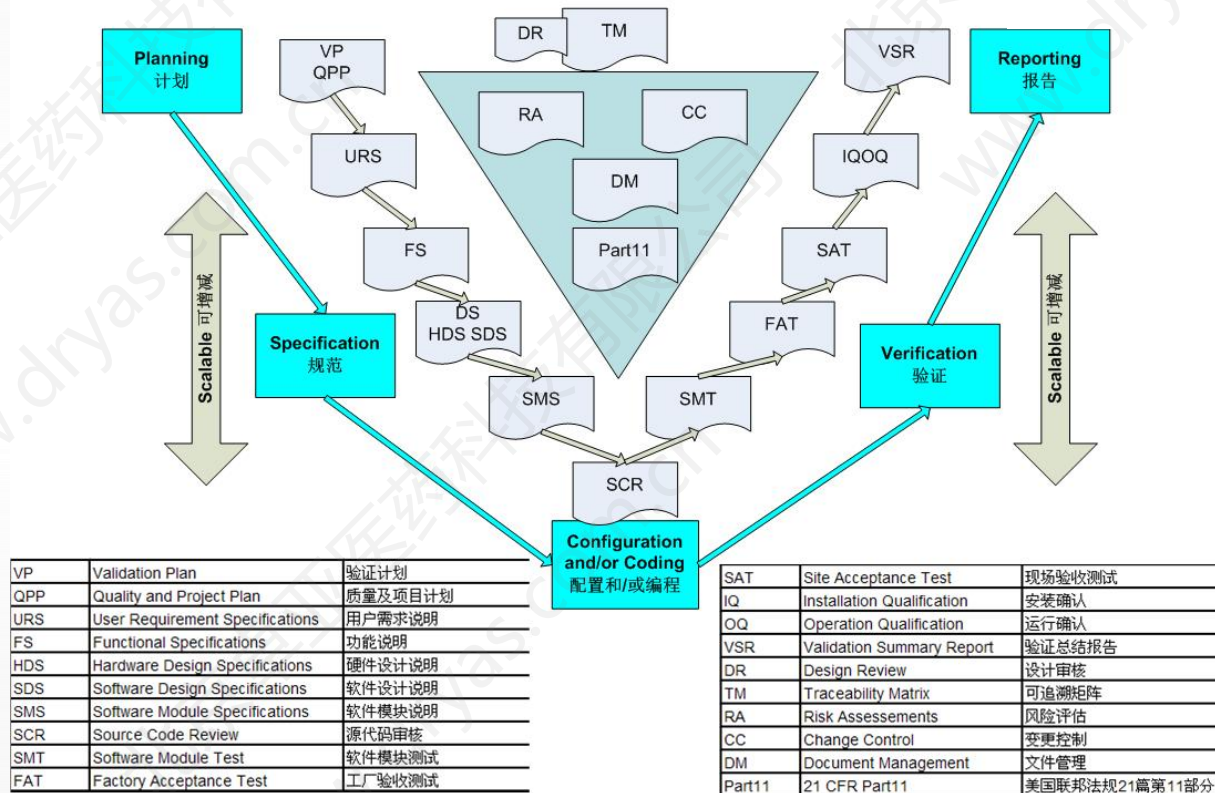 Planning
计划
VP
QPP
DR
TM
VSR
Reporting
报告
RA
CC
URS
IQOQ
DM
FS
Part11
SAT
Scalable 可增减
Scalable 可增减
DS
HDS SDS
FAT
Specification
规范
Verification
验证
SMS
SMT
SCR
Configuration
and/or Coding
配置和/或编程
VP Validation Plan 验证计划
QPP Quality and Project Plan 质量及项目计划
URS User Requirement Specifications 用户需求说明
FS Functional Specifications 功能说明
HDS Hardware Design Specifications 硬件设计说明
SDS Software Design Specifications 软件设计说明
SMS Software Module Specifications 软件模块说明
SCR Source Code Review 源代码审核
SMT Software Module Test 软件模块测试
FAT Factory Acceptance Test 工厂验收测试
SAT Site Acceptance Test 现场验收测试
IQ Installation Qualification 安装确认
OQ Operation Qualification 运行确认
VSR Validation Summary Report 验证总结报告
DR Design Review 设计审核
TM Traceability Matrix 可追溯矩阵
RA Risk Assessements 风险评估
CC Change Control 变更控制
DM Document Management 文件管理
Part11 21 CFR Part11 美国联邦法规21篇第11部分